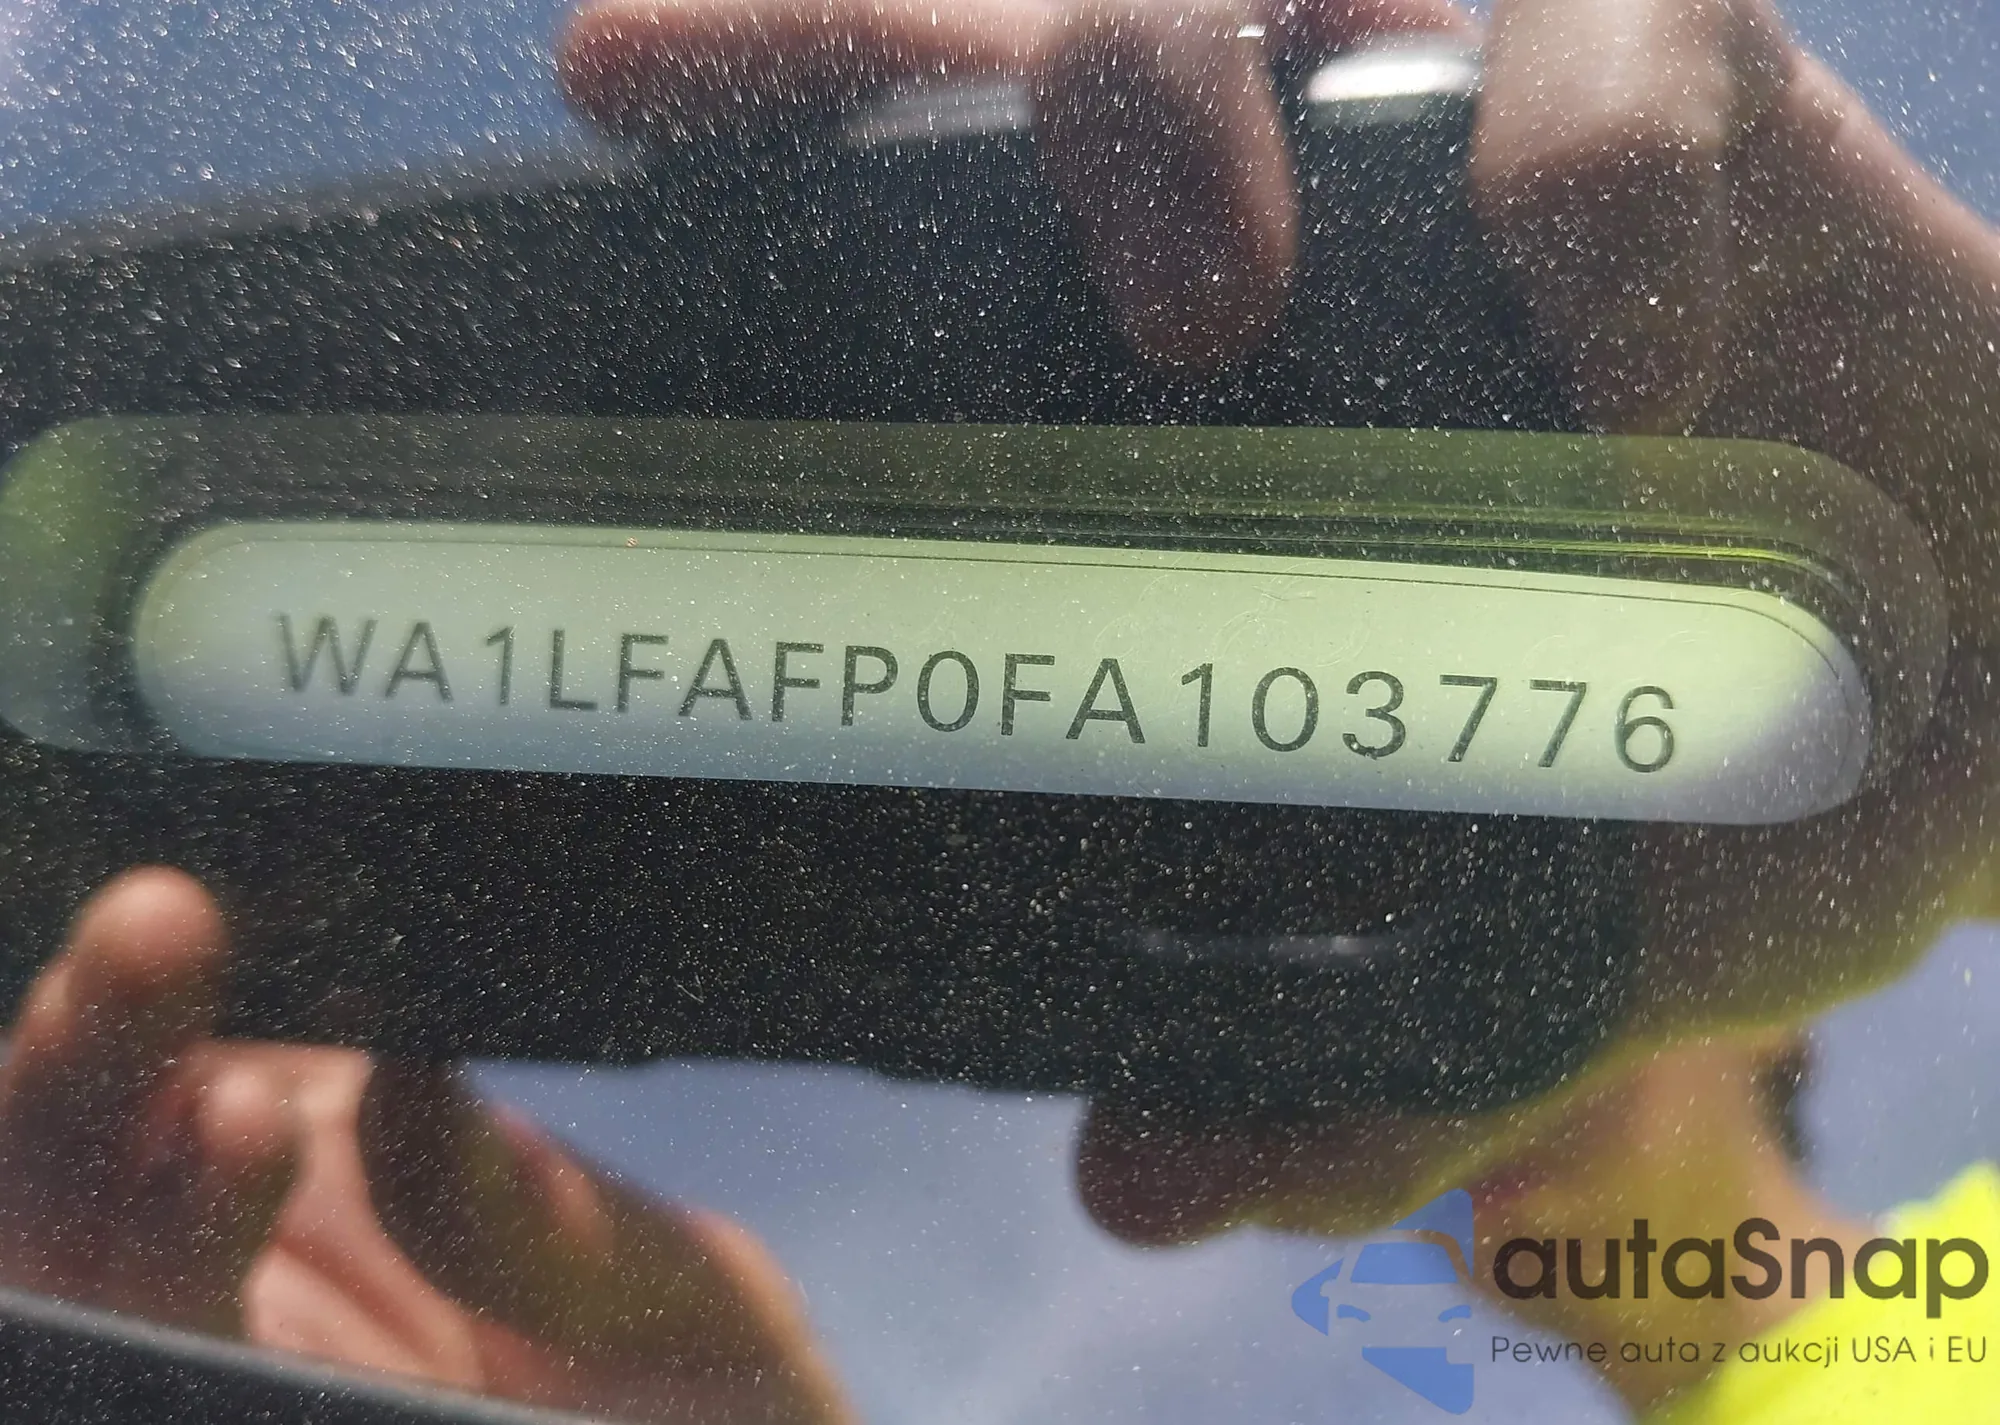 WA1LFAFP0FA103776
autaSnap
Pewne auta z aukcji USA i EU